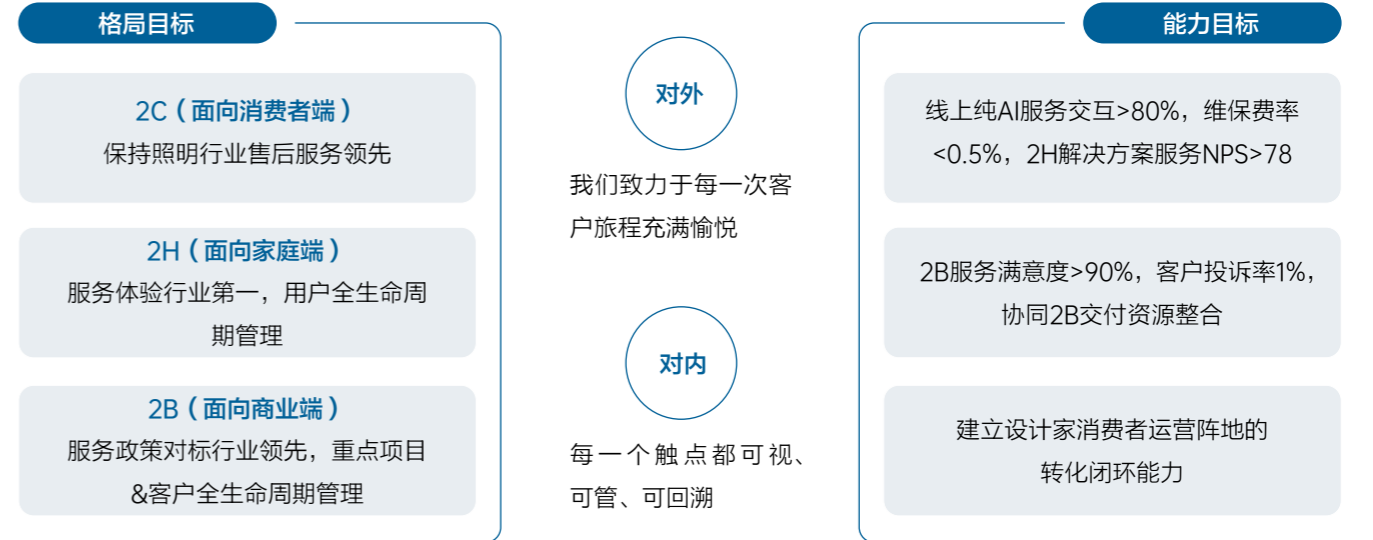 格局目标
2C（面向消费者端）
保持照明行业售后服务领先
2H（面向家庭端）
服务体验行业第一，用户全生命周
期管理
2B（面向商业端）
服务政策对标行业领先，重点项目
&客户全生命周期管理
对外
我们致力于每一次客
户旅程充满愉悦
对内
每一个触点都可视、
可管、可回溯
能力目标
线上纯AI服务交互>80%，维保费率
<0.5%，2H解决方案服务NPS>78
2B服务满意度>90%，客户投诉率1%，
协同2B交付资源整合
建立设计家消费者运营阵地的
转化闭环能力